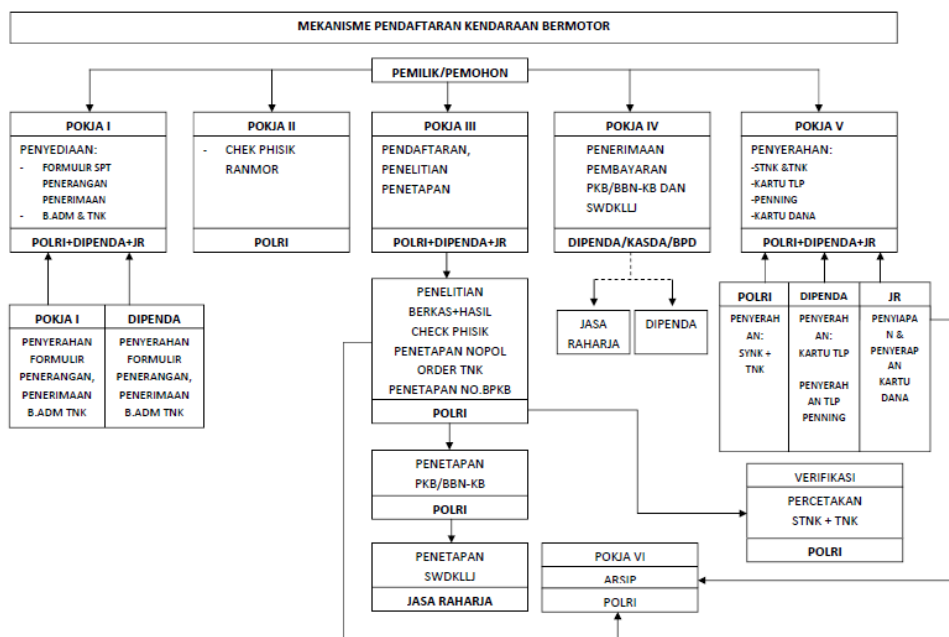 MEKANISME PENDAFTARAN KENDARAAN BERMOTOR
PEMILIK/PEMOHON
POKJA I
PENYEDIAAN:
- FORMULIR SPT
PENERANGAN
PENERIMAAN
- B.ADM & TNK
POLRI+DIPENDA+JR
POKJA II
- CHEK PHISIK
RANMOR
POLRI
POKJA III
PENDAFTARAN,
PENELITIAN
PENETAPAN
POLRI+DIPENDA+JR
POKJA IV
PENERIMAAN
PEMBAYARAN
PKB/BBN-KB DAN
SWDKLLJ
DIPENDA/KASDA/BPD
POKJA V
PENYERAHAN:
-STNK &TNK
-KARTU TLP
-PENNING
-KARTU DANA
POLRI+DIPENDA+JR
POKJA I
PENYERAHAN
FORMULIR
PENERANGAN,
PENERIMAAN
B.ADM TNK
DIPENDA
PENYERAHAN
FORMULIR
PENERANGAN,
PENERIMAAN
B.ADM TNK
PENELITIAN
BERKAS+HASIL
CHECK PHISIK
PENETAPAN NOPOL
ORDER TNK
PENETAPAN NO.BPKB
POLRI
JASA
RAHARJA
DIPENDA
POLRI
PENYERAH
AN:
SYNK +
TNK
DIPENDA
PENYERAH
AN:
KARTU TLP
PENYERAH
AN TLP
PENNING
JR
PENYIAPA
N &
PENYERAP
AN
KARTU
DANA
PENETAPAN
PKB/BBN-KB
POLRI
VERIFIKASI
PERCETAKAN
STNK + TNK
POLRI
PENETAPAN
SWDKLLJ
JASA RAHARJA
POKJA VI
ARSIP
POLRI